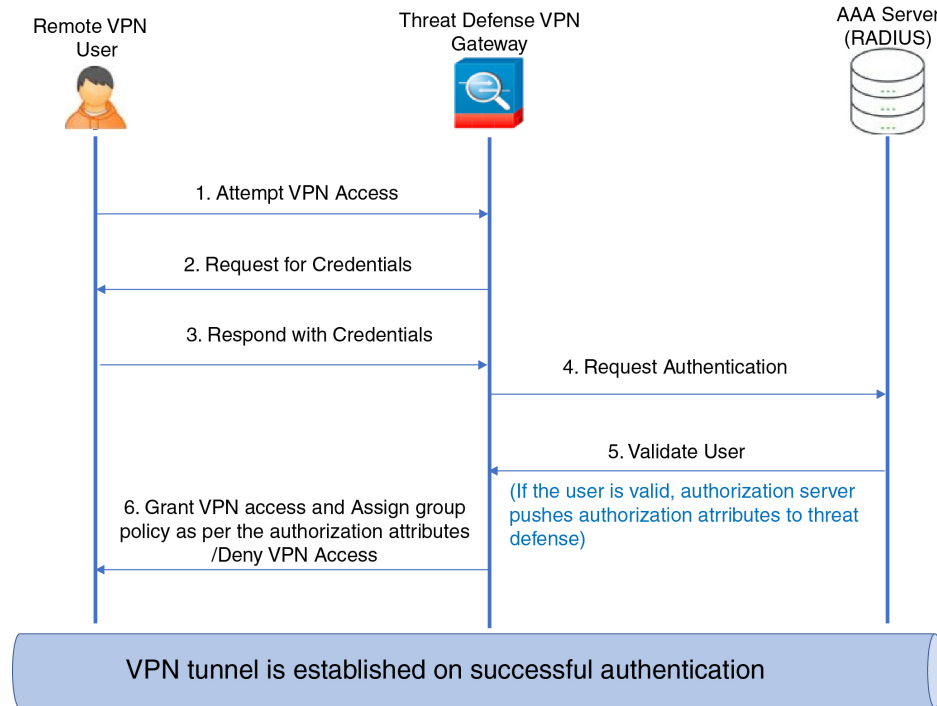 Remote VPN
User
Threat Defense VPN
Gateway
AAA Server
(RADIUS)
1. Attempt VPN Access
2. Request for Credentials
3. Respond with Credentials
4. Request Authentication
5. Validate User
(If the user is valid, authorization server
pushes authorization atrributes to threat
defense)
6. Grant VPN access and Assign group
policy as per the authorization attributes
/Deny VPN Access
VPN tunnel is established on successful authentication